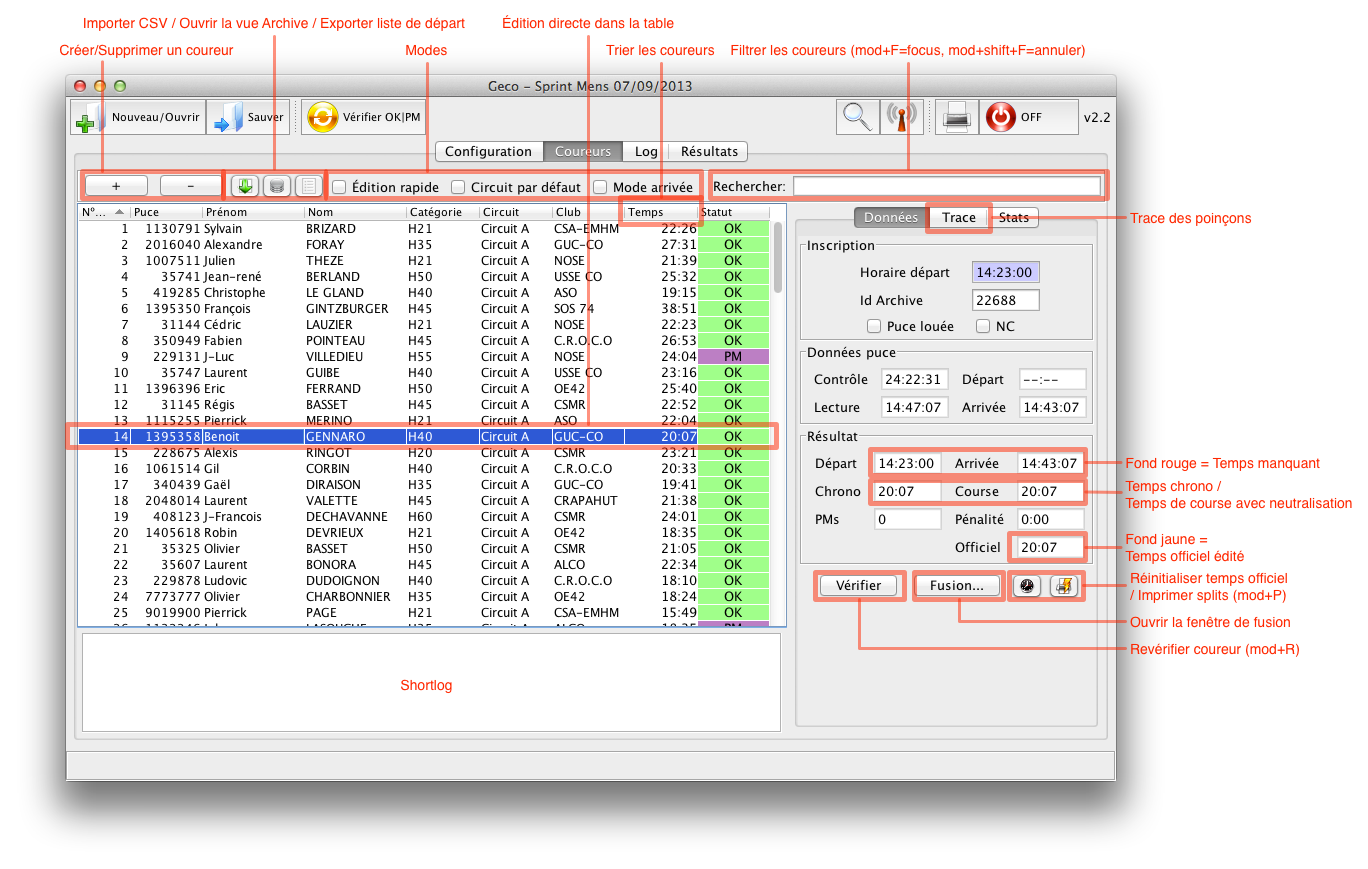 Importer CSV / Ouvrir la vue Archive / Exporter liste de départ
Édition directe dans la table
Créer/Supprimer un coureur
Modes
Trier les coureurs
Filtrer les coureurs (mod+F=focus, mod+shift+F=annuler)
Geco – Sprint Mens 07/09/2013
Nouveau/Ouvrir
Sauver
Vérifier OK|PM
OFF
v2.2
Configuration
Coureurs
Log
Résultats
+
-
Édition rapide
Circuit par défaut
Mode arrivée
Rechercher:
N°... Puce Prénom Nom Catégorie Circuit Club Temps Statut
1 1130791 Sylvain BRIZARD H21 Circuit A CSA-EMHM 22:26 OK
2 2016040 Alexandre FORAY H35 Circuit A GUC-CO 27:31 OK
3 1007511 Julien THEZE H21 Circuit A NOSE 21:39 OK
4 35741 Jean-rené BERLAND H50 Circuit A USSE CO 25:32 OK
5 419285 Christophe LE GLAND H40 Circuit A ASO 19:15 OK
6 1395350 François GINTZBURGER H45 Circuit A SOS 74 38:51 OK
7 31144 Cédric LAUZIER H21 Circuit A NOSE 22:23 OK
8 350949 Fabien POINTEAU H45 Circuit A C.R.O.C.O 26:53 OK
9 229131 J-Luc VILLEDIEU H55 Circuit A NOSE 24:04 PM
10 35747 Laurent GUIBE H40 Circuit A USSE CO 23:16 OK
11 1396396 Eric FERRAND H50 Circuit A OE42 25:40 OK
12 31145 Régis BASSET H45 Circuit A CSMR 22:52 OK
13 1115255 Pierrick MERINO H21 Circuit A ASO 22:04 OK
14 1395358 Benoit GENNARO H40 Circuit A GUC-CO 20:07 OK
15 228675 Alexis RINGOT H20 Circuit A CSMR 23:21 OK
16 1061514 Gil CORBIN H40 Circuit A C.R.O.C.O 20:33 OK
17 340439 Gaël DIRAISON H35 Circuit A GUC-CO 19:41 OK
18 2048014 Laurent VALETTE H45 Circuit A CRAPAHUT 21:38 OK
19 408123 J-Francois DECHAVANNE H60 Circuit A CSMR 24:01 OK
20 1405618 Robin DEVRIEUX H21 Circuit A OE42 18:35 OK
21 35325 Olivier BASSET H50 Circuit A CSMR 21:05 OK
22 35607 Laurent BONORA H45 Circuit A ALCO 22:34 OK
23 229878 Ludovic DUDOIGNON H40 Circuit A C.R.O.C.O 18:10 OK
24 7773777 Olivier CHARBONNIER H35 Circuit A OE42 18:24 OK
25 9019900 Pierrick PAGE H21 Circuit A CSA-EMHM 15:49 OK
Shortlog
Données
Trace
Stats
Trace des poinçons
Inscription
Horaire départ 14:23:00
Id Archive 22688
Puce louée
NC
Données puce
Contrôle 24:22:31 Départ --:--
Lecture 14:47:07 Arrivée 14:43:07
Résultat
Départ 14:23:00 Arrivée 14:43:07
Fond rouge = Temps manquant
Chrono 20:07 Course 20:07
Temps chrono /
Temps de course avec neutralisation
PMs 0 Pénalité 0:00
Officiel 20:07
Fond jaune =
Temps officiel édité
Vérifier
Fusion...
Réinitialiser temps officiel
/ Imprimer splits (mod+P)
Ouvrir la fenêtre de fusion
Revérifier coureur (mod+R)